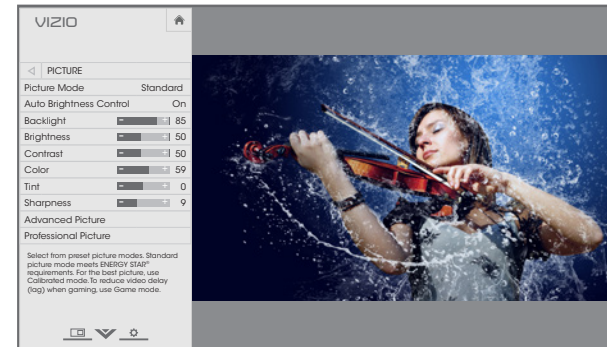 VIZIO
PICTURE
Picture Mode Standard
Auto Brightness Control On
Backlight 85
Brightness 50
Contrast 50
Color 59
Tint 0
Sharpness 9
Advanced Picture
Professional Picture
Select from preset picture modes. Standard
picture mode meets ENERGY STAR®
requirements. For the best picture, use
Calibrated mode. To reduce video delay
(lag) when gaming, use Game mode.